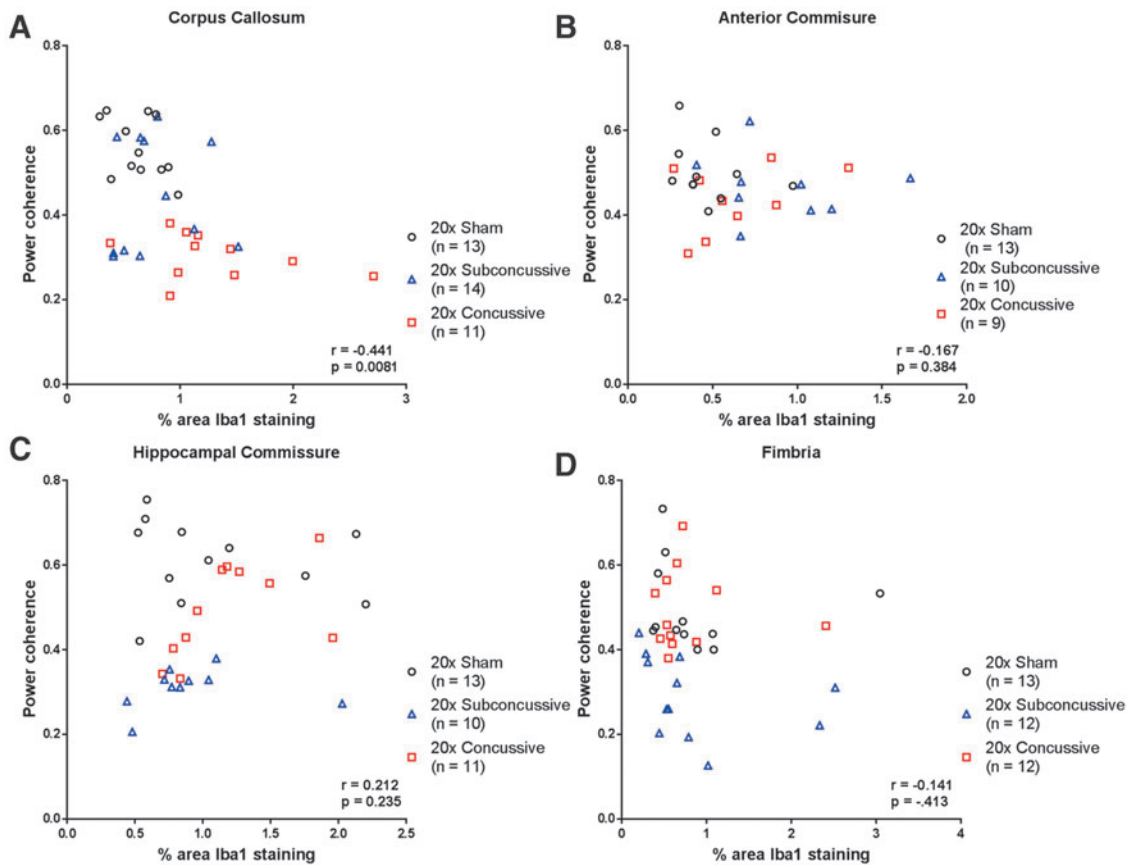 A
Corpus Callosum
Power coherence
0.8
0.6
0.4
0.2
0.0
0
1
2
3
% area Iba1 staining
20x Sham
(n = 13)
20x Subconcussive
(n = 14)
20x Concussive
(n = 11)
r = -0.441
p = 0.0081
B
Anterior Commisure
Power coherence
0.8
0.6
0.4
0.2
0.0
0.0
0.5
1.0
1.5
2.0
% area Iba1 staining
20x Sham
(n = 13)
20x Subconcussive
(n = 10)
20x Concussive
(n = 9)
r = -0.167
p = 0.384
C
Hippocampal Commissure
Power coherence
0.8
0.6
0.4
0.2
0.0
0.0
0.5
1.0
1.5
2.0
2.5
% area Iba1 staining
20x Sham
(n = 13)
20x Subconcussive
(n = 10)
20x Concussive
(n = 11)
r = 0.212
p = 0.235
D
Fimbria
Power coherence
0.8
0.6
0.4
0.2
0.0
0
1
2
3
4
% area Iba1 staining
20x Sham
(n = 13)
20x Subconcussive
(n = 12)
20x Concussive
(n = 12)
r = -0.141
p = -.413